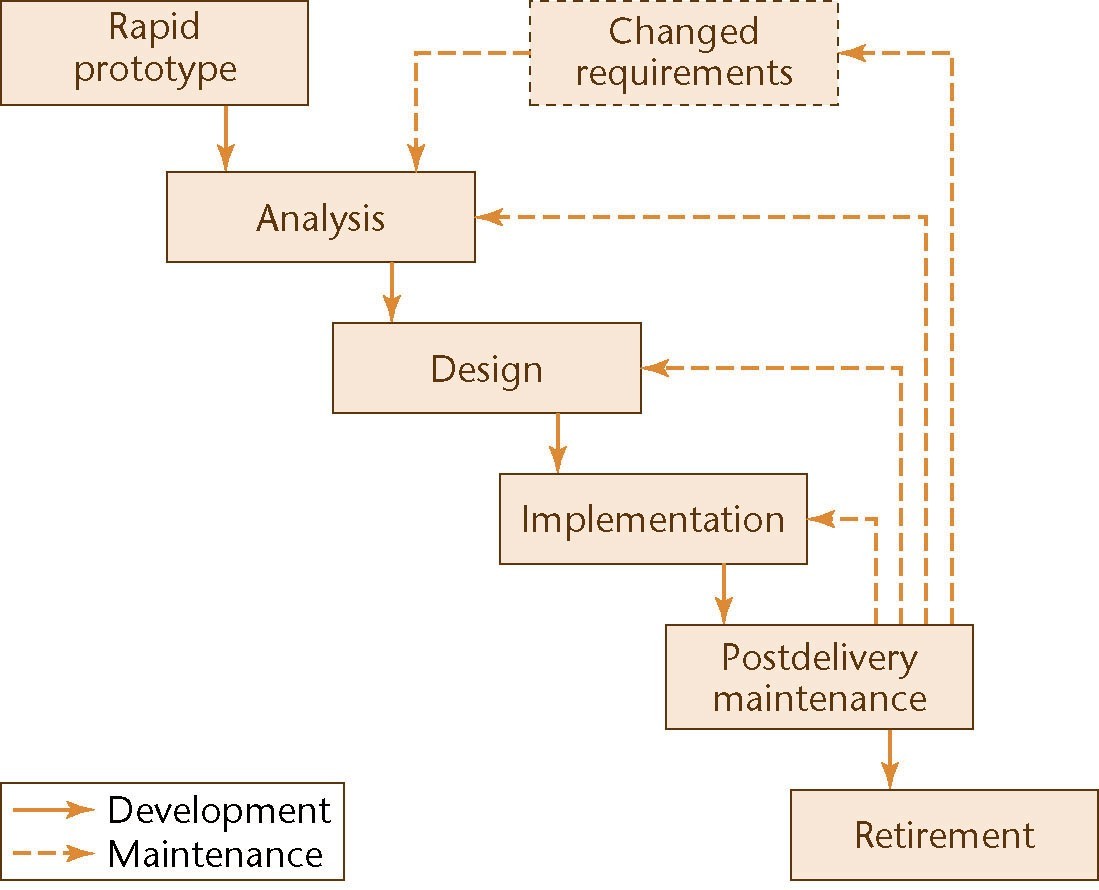 Rapid
prototype
Changed
requirements
Analysis
Design
Implementation
Postdelivery
maintenance
Retirement
Development
Maintenance